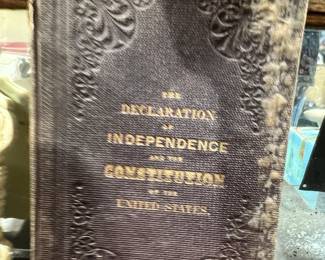 THE
DECLARATION
OF
INDEPENDENCE
AND THE
CONSTITUTION
OF THE
UNITED STATES.